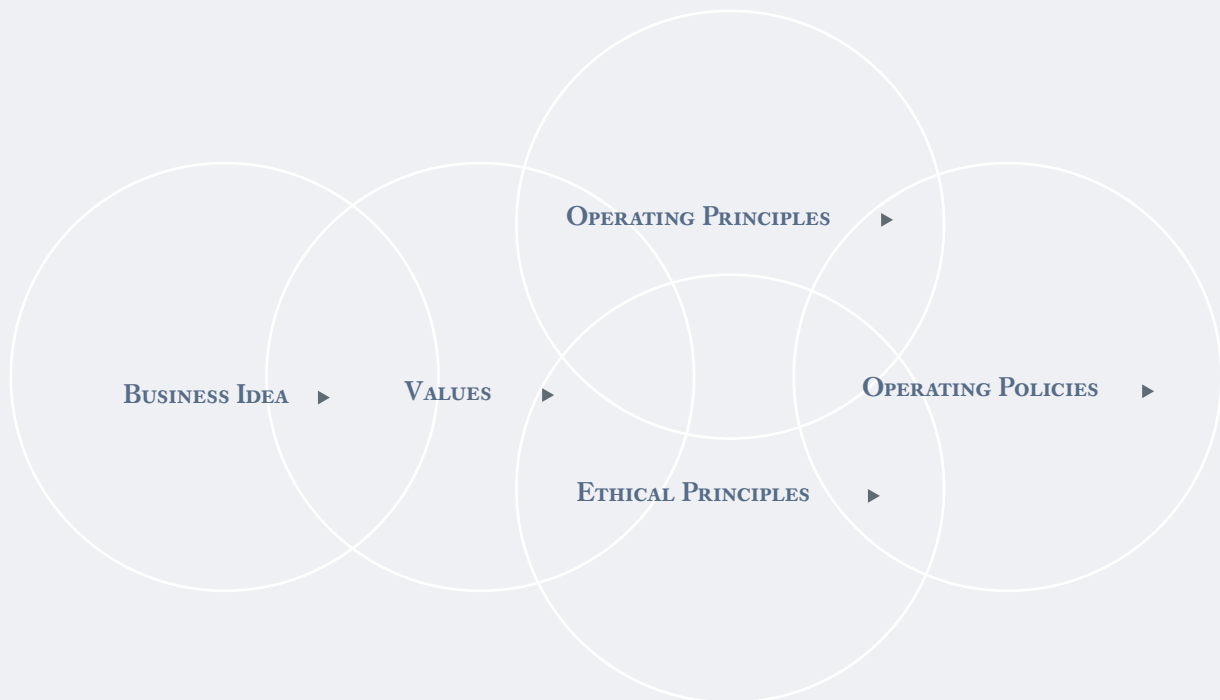 Business Idea
Values
Operating Principles
Ethical Principles
Operating Policies